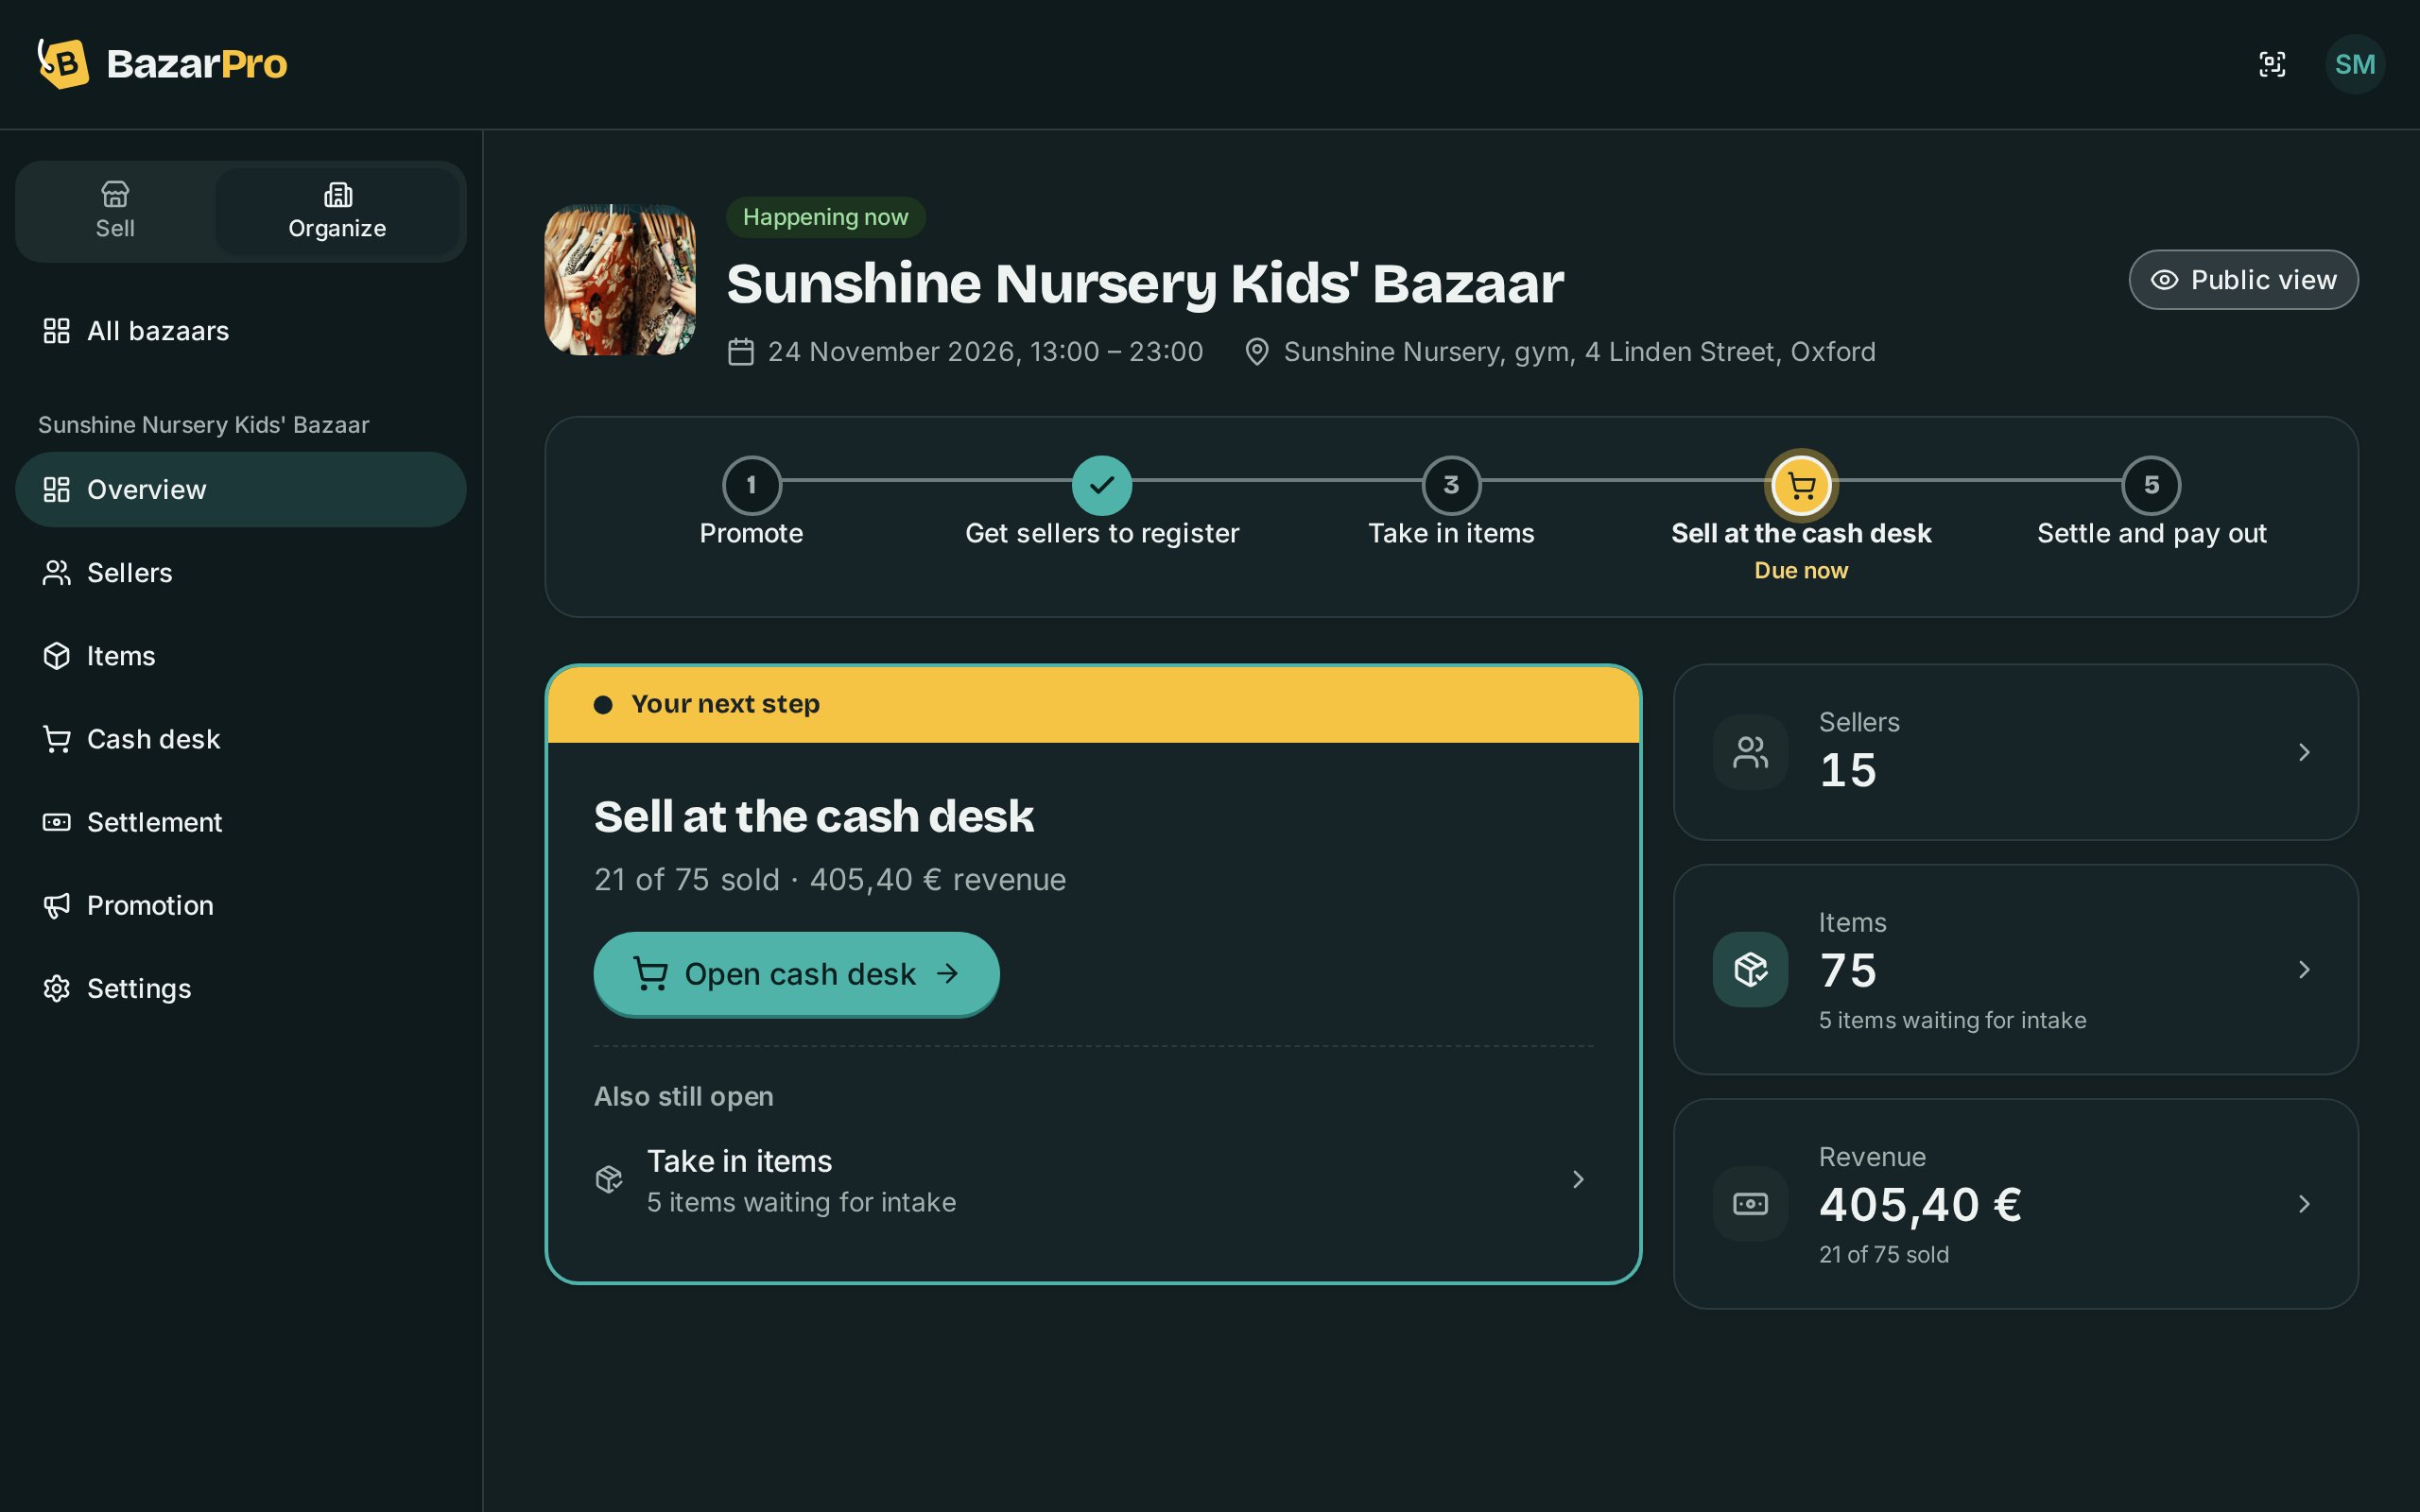 BazarPro
SM
Sell
Organize
All bazaars
Sunshine Nursery Kids' Bazaar
Overview
Sellers
Items
Cash desk
Settlement
Promotion
Settings
Happening now
Sunshine Nursery Kids' Bazaar
24 November 2026, 13:00 – 23:00
Sunshine Nursery, gym, 4 Linden Street, Oxford
Public view
1
Promote
Get sellers to register
3
Take in items
Sell at the cash desk
Due now
5
Settle and pay out
Your next step
Sell at the cash desk
21 of 75 sold · 405,40 € revenue
Open cash desk
Also still open
Take in items
5 items waiting for intake
Sellers
15
Items
75
5 items waiting for intake
Revenue
405,40 €
21 of 75 sold